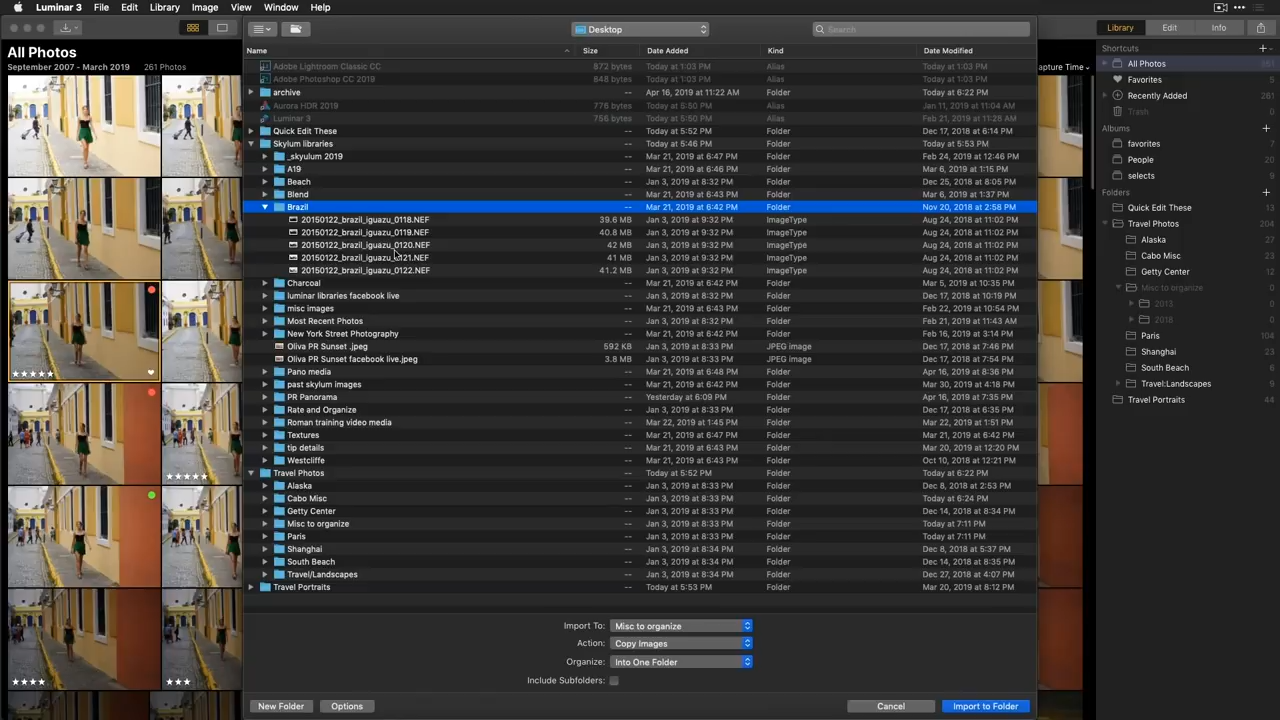 Luminar 3 File Edit Library Image View Window Help
Desktop
Search
Library Edit Info
All Photos
September 2007 - March 2019 261 Photos
apture Time
Name Size Date Added Kind Date Modified
Adobe Lightroom Classic CC 872 bytes Today at 1:03 PM Alias Today at 1:03 PM
Adobe Photoshop CC 2019 848 bytes Today at 1:03 PM Alias Today at 1:03 PM
archive -- Apr 16, 2019 at 11:22 AM Folder Today at 6:22 PM
Aurora HDR 2019 776 bytes Today at 5:50 PM Alias Jan 11, 2019 at 11:04 AM
Luminar 3 756 bytes Today at 5:50 PM Alias Feb 21, 2019 at 11:28 AM
Quick Edit These -- Today at 5:52 PM Folder Dec 17, 2018 at 6:14 PM
Skylum libraries -- Today at 5:46 PM Folder Today at 5:53 PM
_skyulum 2019 -- Mar 21, 2019 at 6:47 PM Folder Feb 24, 2019 at 12:46 PM
A19 -- Mar 21, 2019 at 6:46 PM Folder Mar 6, 2019 at 1:15 PM
Beach -- Jan 3, 2019 at 8:32 PM Folder Dec 25, 2018 at 8:05 PM
Blend -- Mar 21, 2019 at 6:43 PM Folder Mar 6, 2019 at 1:37 PM
Brazil -- Mar 21, 2019 at 6:42 PM Folder Nov 20, 2018 at 2:58 PM
20150122_brazil_iguazu_0118.NEF 39.6 MB Jan 3, 2019 at 9:32 PM ImageType Aug 24, 2018 at 11:02 PM
20150122_brazil_iguazu_0119.NEF 40.8 MB Jan 3, 2019 at 9:32 PM ImageType Aug 24, 2018 at 11:02 PM
20150122_brazil_iguazu_0120.NEF 42 MB Jan 3, 2019 at 9:32 PM ImageType Aug 24, 2018 at 11:02 PM
20150122_brazil_iguazu_0121.NEF 41 MB Jan 3, 2019 at 9:32 PM ImageType Aug 24, 2018 at 11:02 PM
20150122_brazil_iguazu_0122.NEF 41.2 MB Jan 3, 2019 at 9:32 PM ImageType Aug 24, 2018 at 11:02 PM
Charcoal -- Mar 21, 2019 at 6:42 PM Folder Mar 5, 2019 at 10:35 PM
luminar libraries facebook live -- Jan 3, 2019 at 8:32 PM Folder Dec 17, 2018 at 10:19 PM
misc images -- Mar 21, 2019 at 6:42 PM Folder Feb 22, 2019 at 10:54 PM
Most Recent Photos -- Jan 3, 2019 at 8:32 PM Folder Feb 21, 2019 at 11:43 AM
New York Street Photography -- Mar 21, 2019 at 6:42 PM Folder Feb 16, 2019 at 3:14 PM
Oliva PR Sunset .jpeg 592 KB Jan 3, 2019 at 8:32 PM JPEG image Dec 17, 2018 at 7:46 PM
Oliva PR Sunset facebook live.jpeg 3.8 MB Jan 3, 2019 at 8:32 PM JPEG image Dec 17, 2018 at 7:54 PM
Pano media -- Mar 21, 2019 at 6:48 PM Folder Apr 16, 2019 at 8:36 PM
past skylum images -- Mar 21, 2019 at 6:43 PM Folder Mar 30, 2019 at 4:18 PM
PR Panorama -- Yesterday at 6:09 PM Folder Apr 16, 2019 at 7:35 PM
Rate and Organize -- Jan 3, 2019 at 8:33 PM Folder Dec 17, 2018 at 6:35 PM
Roman training video media -- Mar 22, 2019 at 1:45 PM Folder Mar 22, 2019 at 1:51 PM
Textures -- Mar 21, 2019 at 6:47 PM Folder Mar 21, 2019 at 6:42 PM
tip details -- Mar 21, 2019 at 6:43 PM Folder Mar 20, 2019 at 12:20 PM
Westcliffe -- Mar 21, 2019 at 6:43 PM Folder Oct 10, 2018 at 12:21 PM
Travel Photos -- Today at 5:52 PM Folder Today at 6:22 PM
Alaska -- Jan 3, 2019 at 8:33 PM Folder Dec 8, 2018 at 2:53 PM
Cabo Misc -- Jan 3, 2019 at 8:33 PM Folder Today at 6:24 PM
Getty Center -- Jan 3, 2019 at 8:33 PM Folder Dec 14, 2018 at 8:34 PM
Misc to organize -- Jan 3, 2019 at 8:33 PM Folder Today at 7:11 PM
Paris -- Jan 3, 2019 at 8:33 PM Folder Today at 7:11 PM
Shanghai -- Jan 3, 2019 at 8:34 PM Folder Dec 8, 2018 at 5:37 PM
South Beach -- Jan 3, 2019 at 8:34 PM Folder Dec 14, 2018 at 8:35 PM
Travel/Landscapes -- Jan 3, 2019 at 8:34 PM Folder Dec 27, 2018 at 4:07 PM
Travel Portraits -- Today at 5:53 PM Folder Mar 20, 2019 at 8:12 PM
Import To: Misc to organize
Action: Copy Images
Organize: Into One Folder
Include Subfolders:
New Folder Options Cancel Import to Folder
Shortcuts
All Photos
Favorites 5
Recently Added 261
Trash 0
Albums
favorites 7
People 2
selects 9
Folders
Quick Edit These 13
Travel Photos 204
Alaska 27
Cabo Misc 27
Getty Center 12
Misc to organize 0
2013 0
2018 0
Paris
Shanghai
South Beach 6
Travel:Landscapes 9
Travel Portraits 44